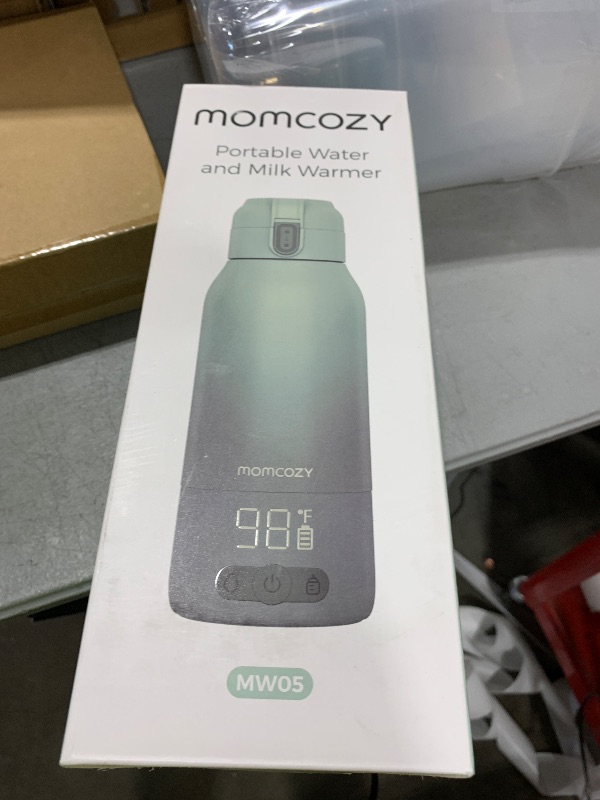 momcozy
Portable Water
and Milk Warmer
momcozy
98°F
MW05